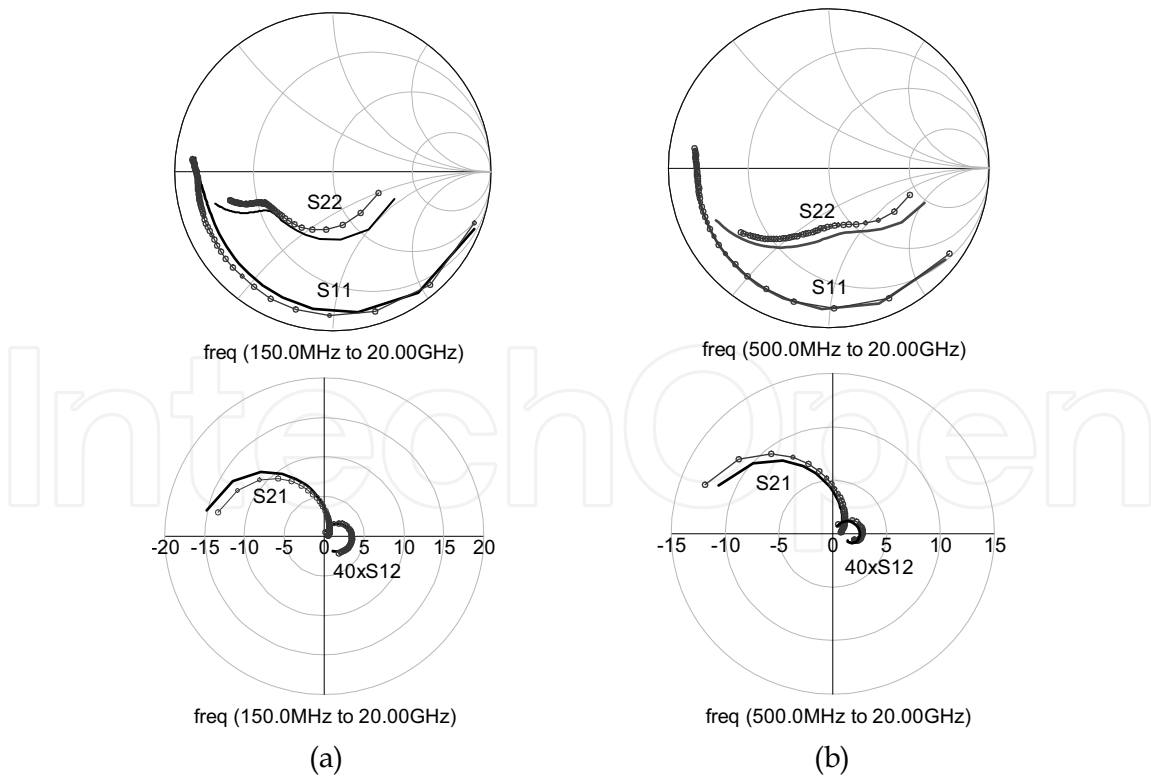 S22
S11
freq (150.0MHz to 20.00GHz)
S22
S11
freq (500.0MHz to 20.00GHz)
IntechOpen
S21
-20 -15 -10 -5 0 5 10 15 20
40xS12
freq (150.0MHz to 20.00GHz)
S21
-15 -10 -5 0 5 10 15
40xS12
freq (500.0MHz to 20.00GHz)
(a)
(b)